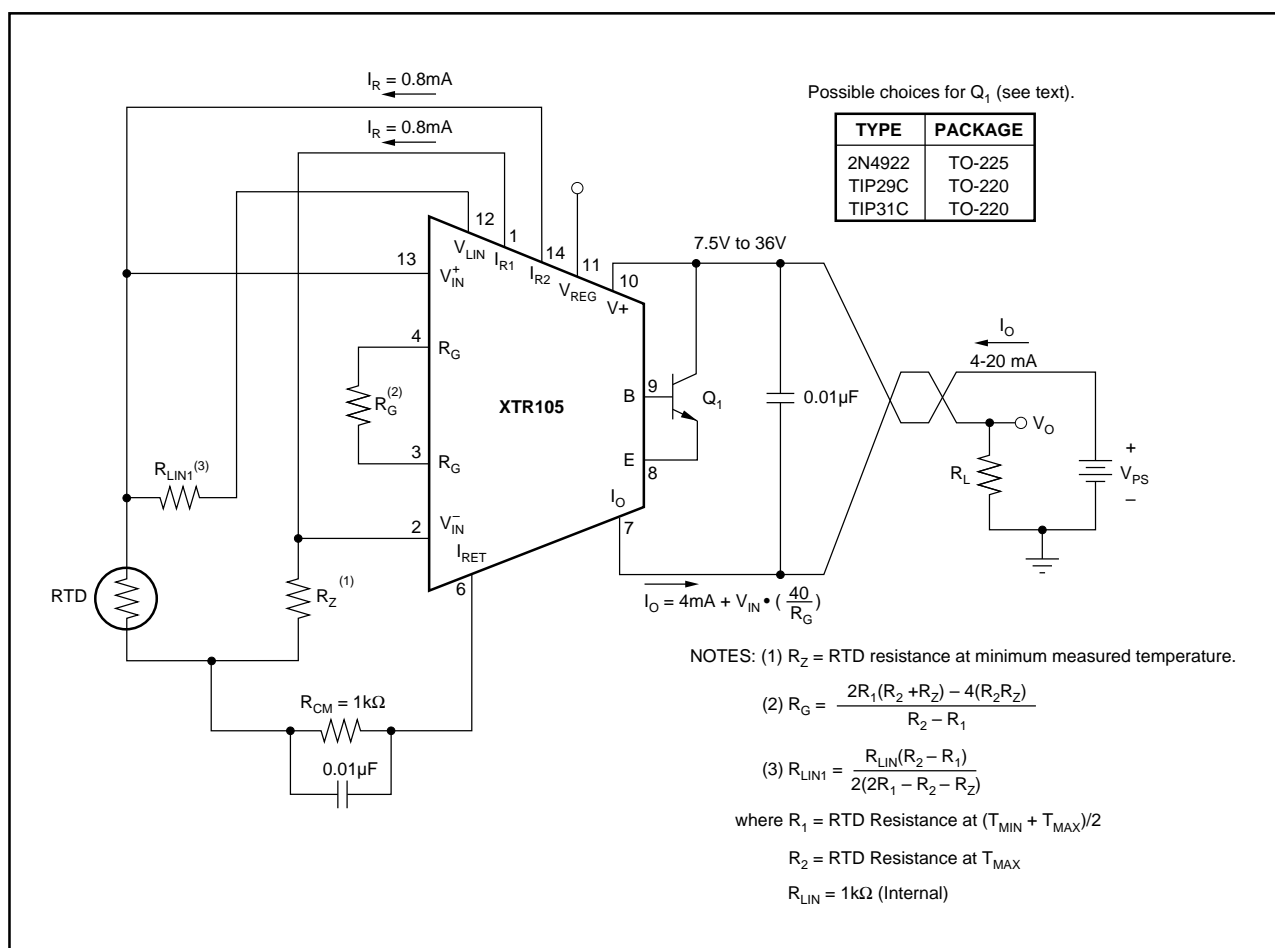 I_R = 0.8mA
I_R = 0.8mA
Possible choices for Q_1 (see text).
TYPE PACKAGE
2N4922 TO-225
TIP29C TO-220
TIP31C TO-220
12
1
14
11
10
7.5V to 36V
V_LIN
I_R1
I_R2
V_REG
V+
13
V_IN^+
4
R_G
R_G^(2)
XTR105
B
9
Q_1
0.01µF
I_O
4-20 mA
V_O
3
R_G
E
8
R_LIN1^(3)
R_L
+
V_PS
–
I_O
7
2
V_IN^–
I_RET
6
RTD
R_Z^(1)
I_O = 4mA + V_IN • (40/R_G)
R_CM = 1kΩ
0.01µF
NOTES: (1) R_Z = RTD resistance at minimum measured temperature.
(2) R_G = 2R_1(R_2 +R_Z) – 4(R_2R_Z) / R_2 – R_1
(3) R_LIN1 = R_LIN(R_2 – R_1) / 2(2R_1 – R_2 – R_Z)
where R_1 = RTD Resistance at (T_MIN + T_MAX)/2
R_2 = RTD Resistance at T_MAX
R_LIN = 1kΩ (Internal)